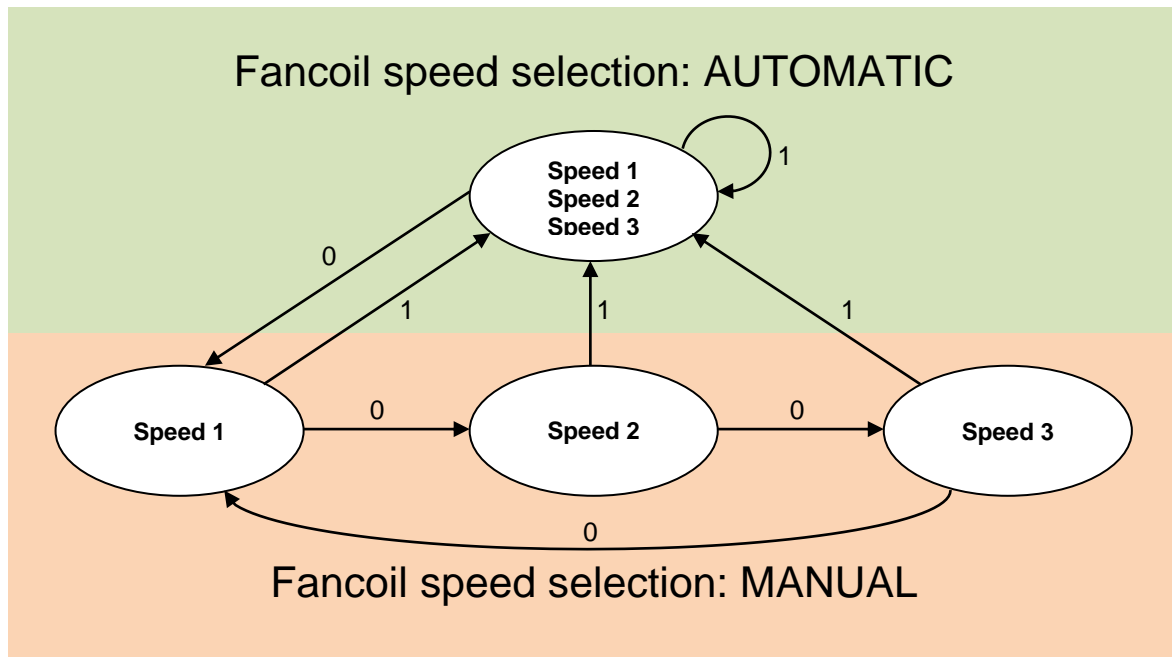 Fancoil speed selection: AUTOMATIC
1
Speed 1
Speed 2
Speed 3
0
1
1
1
Speed 1
0
Speed 2
0
Speed 3
0
Fancoil speed selection: MANUAL